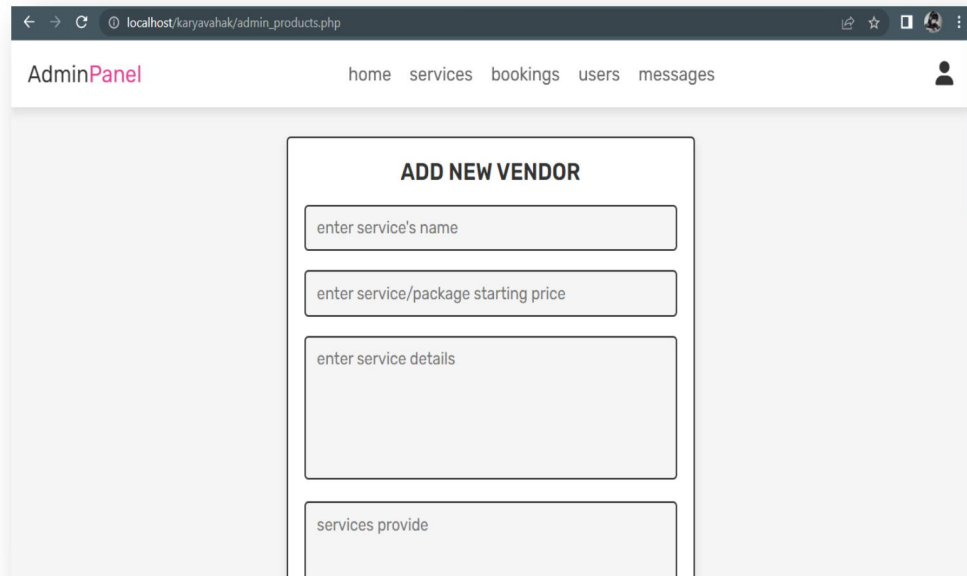 localhost/karyavahak/admin_products.php
AdminPanel home services bookings users messages
ADD NEW VENDOR
enter service's name
enter service/package starting price
enter service details
services provide